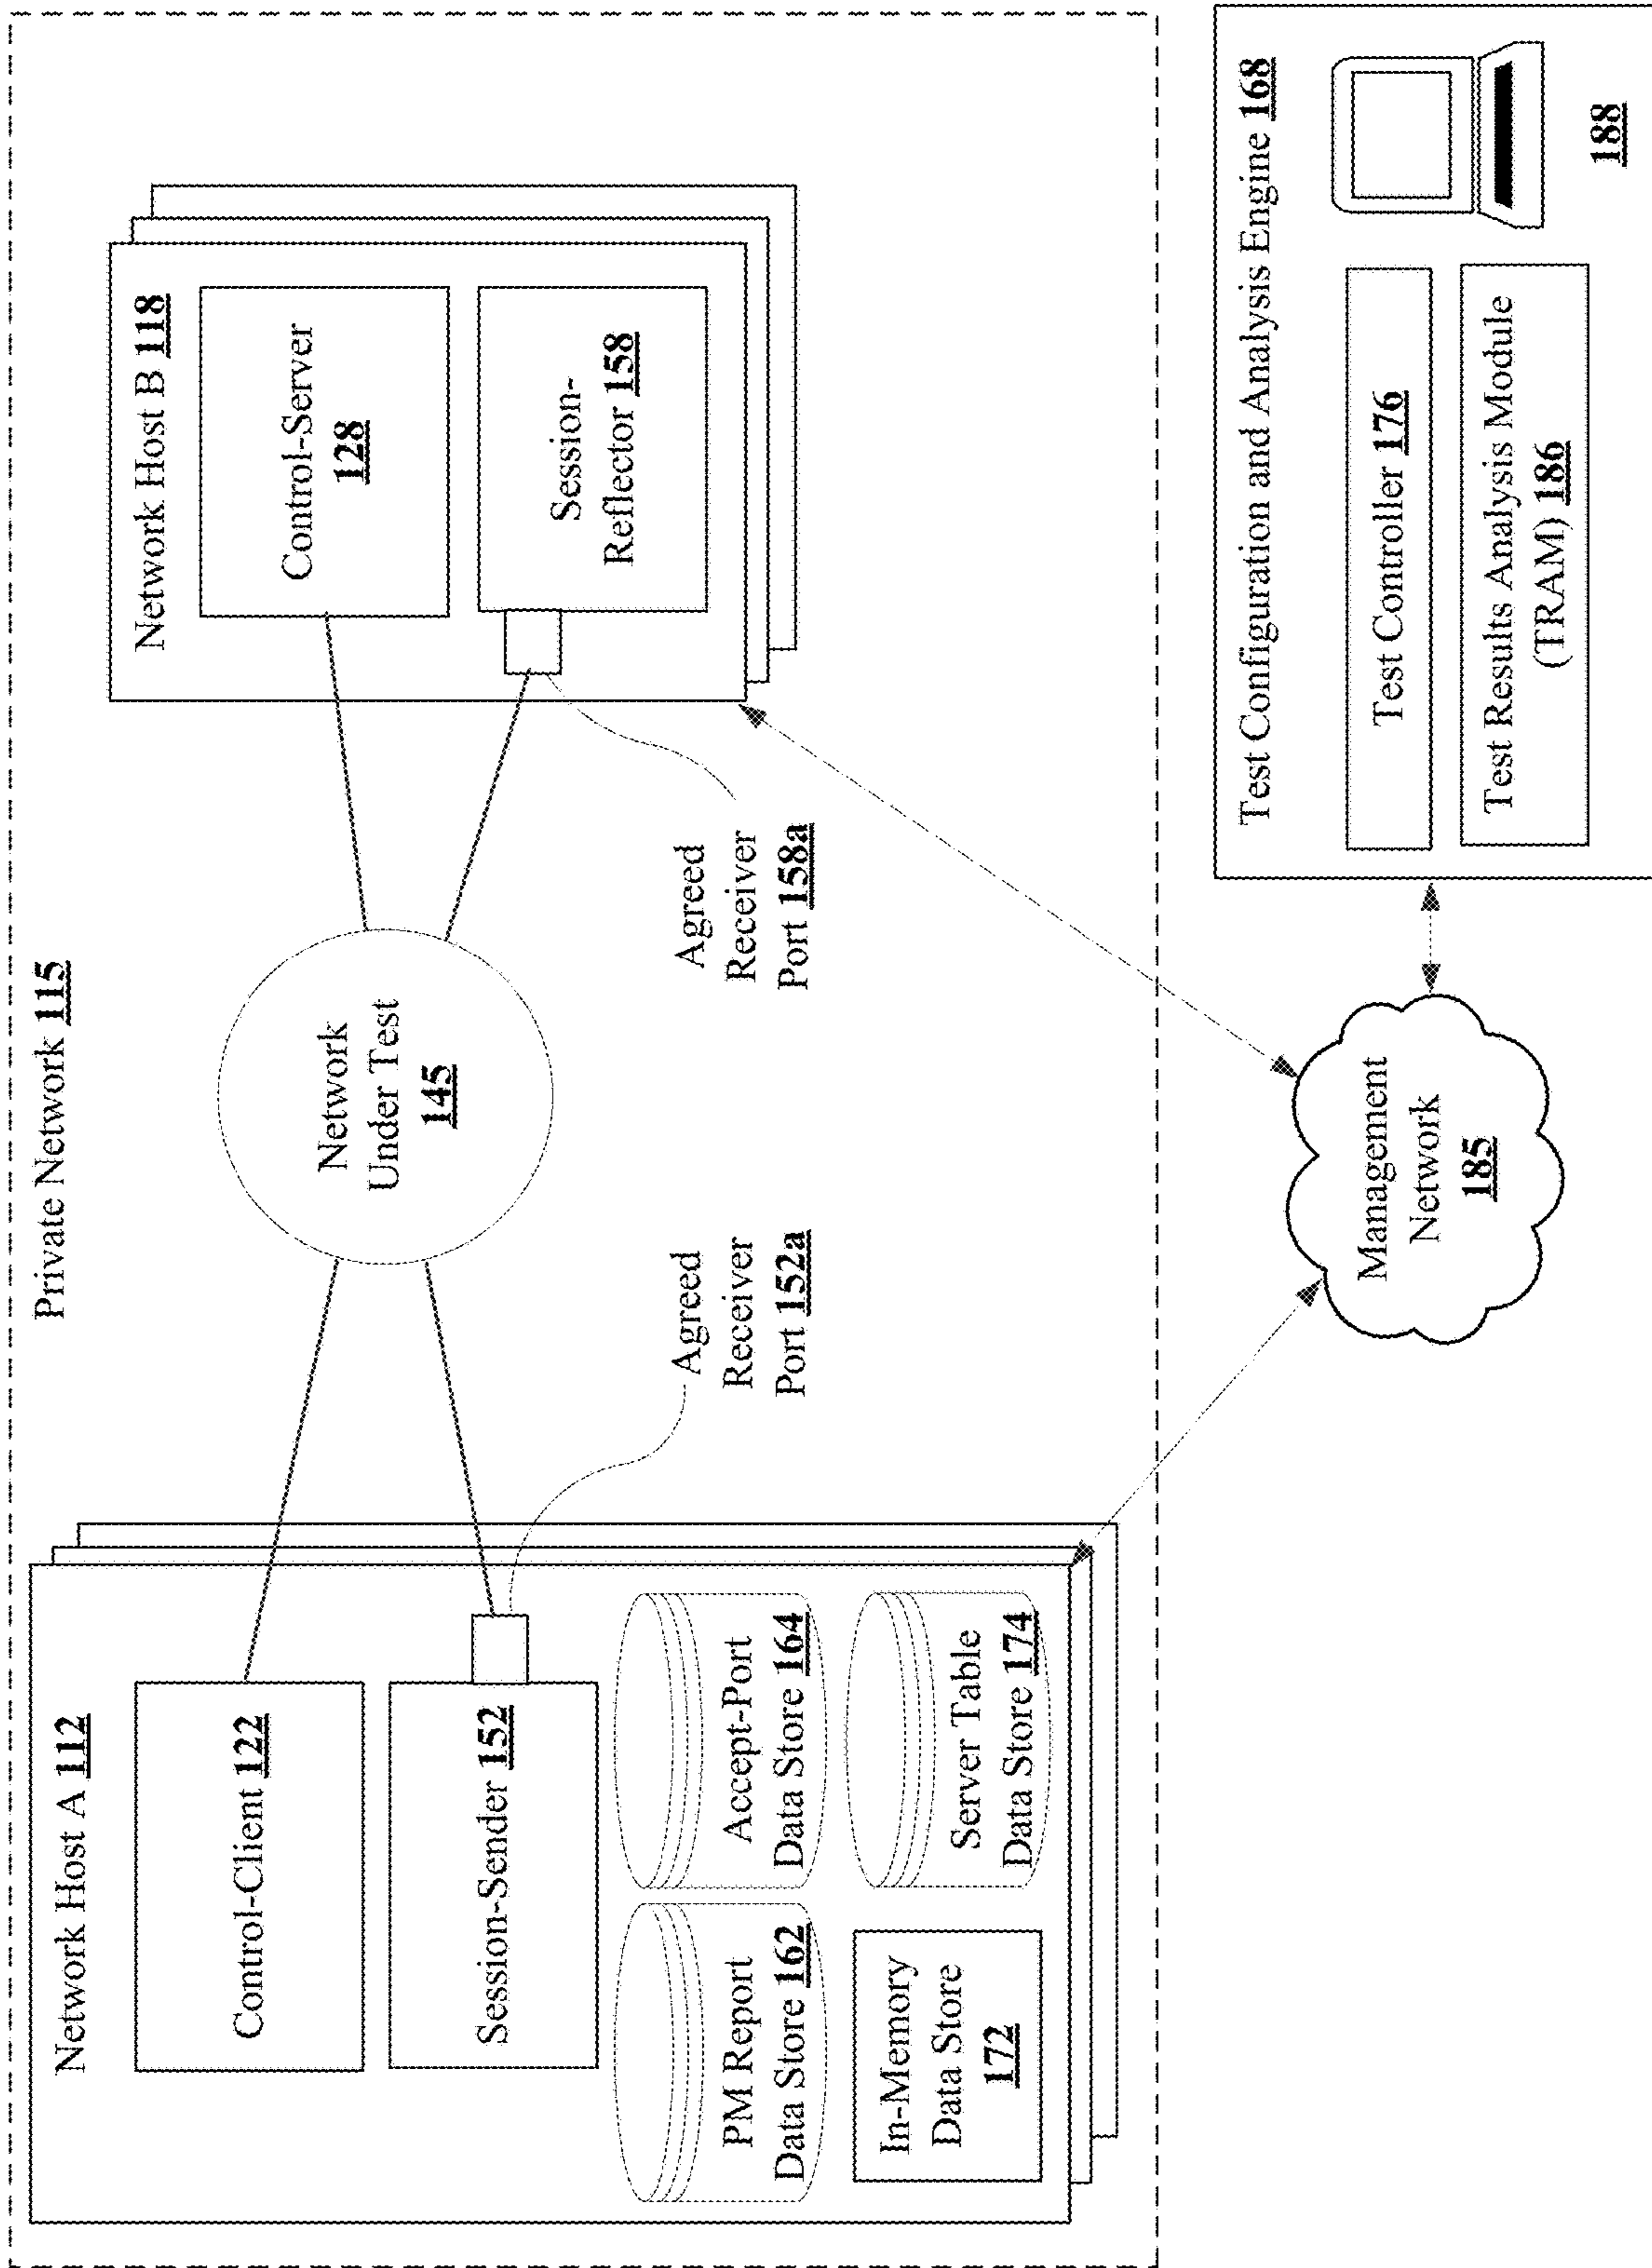 Private Network 115
Network Host A 112
Control-Client 122
Session-Sender 152
PM Report
Data Store 162
Accept-Port
Data Store 164
In-Memory
Data Store
172
Server Table
Data Store 174
Network
Under Test
145
Agreed
Receiver
Port 152a
Agreed
Receiver
Port 158a
Network Host B 118
Control-Server
128
Session-
Reflector 158
Management
Network
185
Test Configuration and Analysis Engine 168
Test Controller 176
Test Results Analysis Module
(TRAM) 186
188